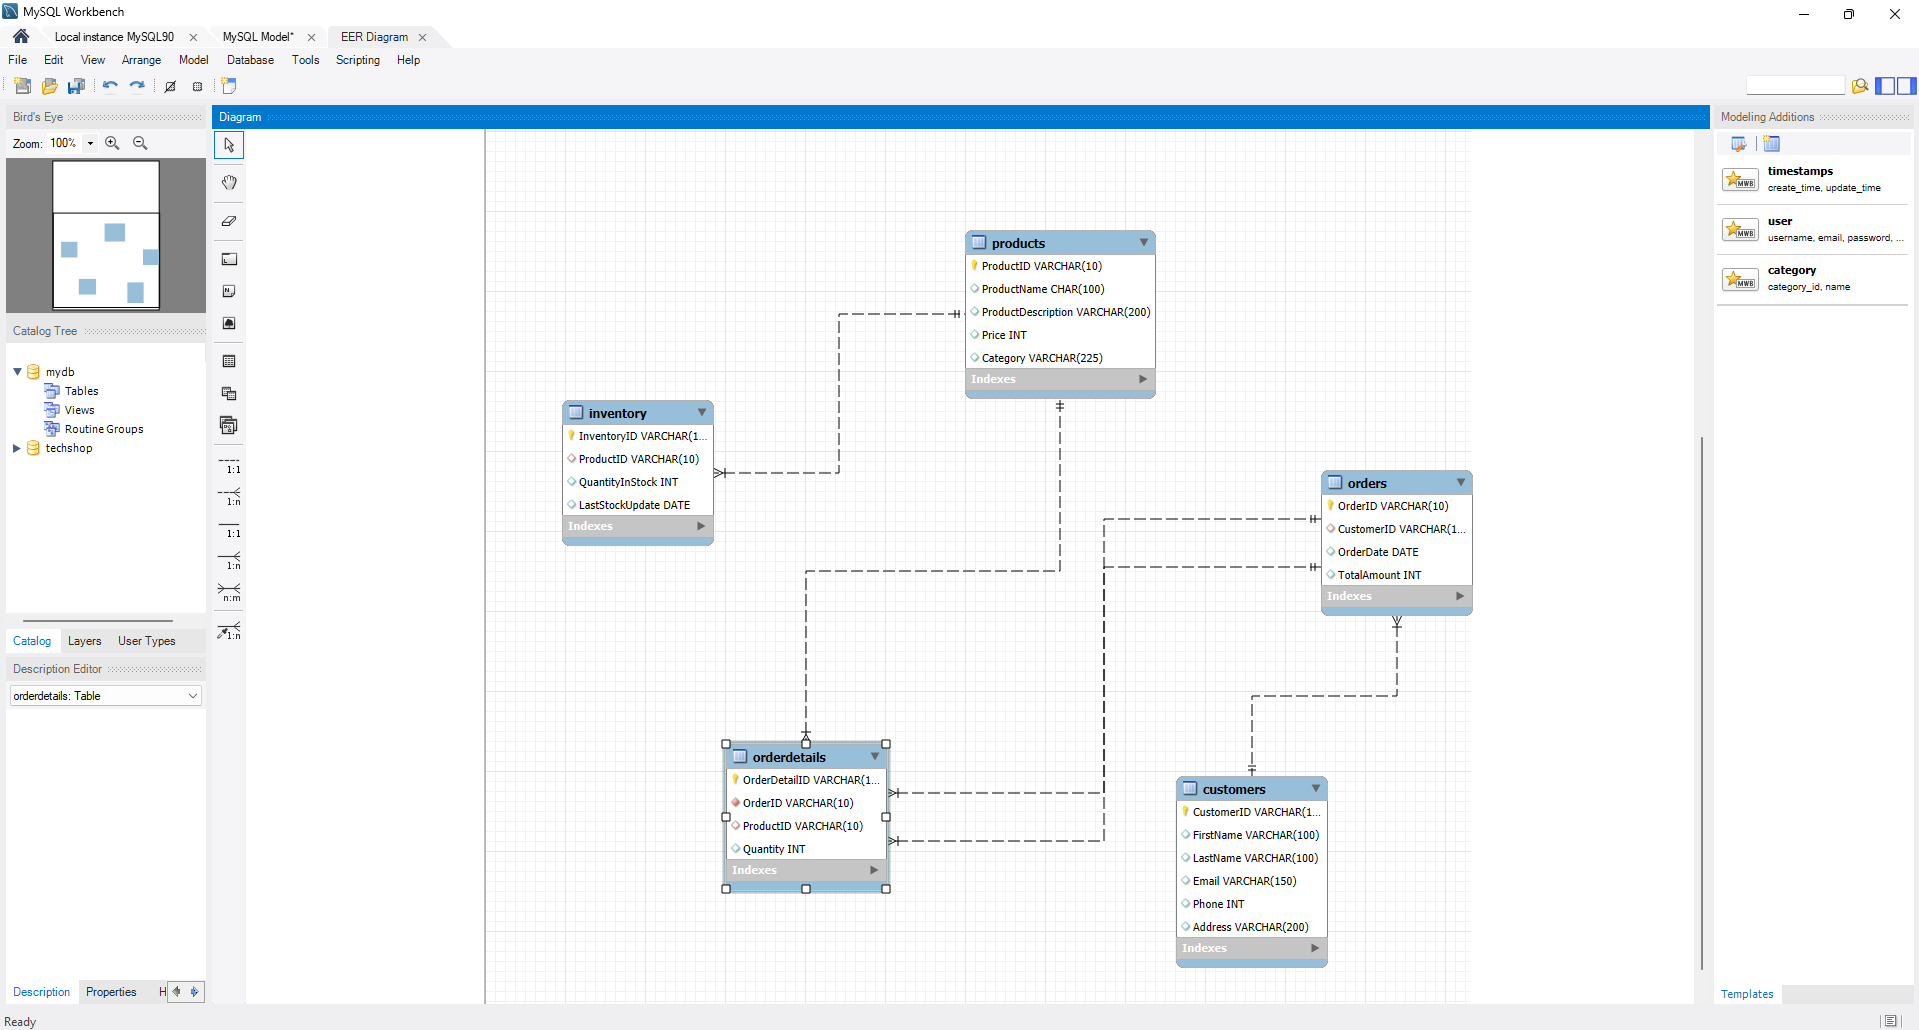 MySQL Workbench
Local instance MySQL90
MySQL Model*
EER Diagram
File Edit View Arrange Model Database Tools Scripting Help
Bird's Eye
Zoom: 100%
Catalog Tree
mydb
Tables
Views
Routine Groups
techshop
Catalog Layers User Types
Description Editor
orderdetails: Table
Description Properties H
Ready
Diagram
1:1
1:n
1:1
1:n
n:m
1:n
products
ProductID VARCHAR(10)
ProductName CHAR(100)
ProductDescription VARCHAR(200)
Price INT
Category VARCHAR(225)
Indexes
inventory
InventoryID VARCHAR(1...
ProductID VARCHAR(10)
QuantityInStock INT
LastStockUpdate DATE
Indexes
orders
OrderID VARCHAR(10)
CustomerID VARCHAR(1...
OrderDate DATE
TotalAmount INT
Indexes
orderdetails
OrderDetailID VARCHAR(1...
OrderID VARCHAR(10)
ProductID VARCHAR(10)
Quantity INT
Indexes
customers
CustomerID VARCHAR(1...
FirstName VARCHAR(100)
LastName VARCHAR(100)
Email VARCHAR(150)
Phone INT
Address VARCHAR(200)
Indexes
Modeling Additions
MWB
timestamps
create_time, update_time
MWB
user
username, email, password, ...
MWB
category
category_id, name
Templates